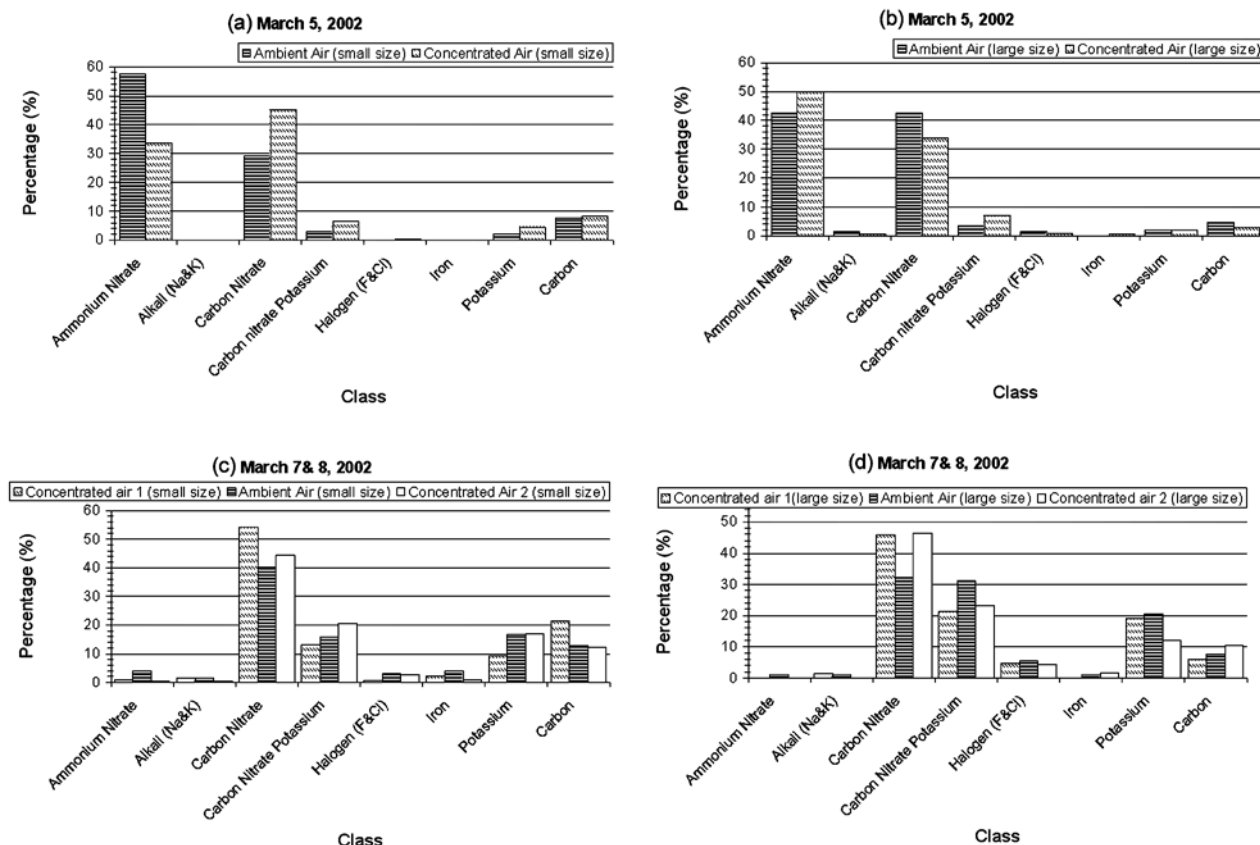 (a) March 5, 2002
Ambient Air (small size) Concentrated Air (small size)
Percentage (%)
60
50
40
30
20
10
0
Ammonium Nitrate
Alkali (Na&K)
Carbon Nitrate
Carbon nitrate Potassium
Halogen (F&Cl)
Iron
Potassium
Carbon
Class
(b) March 5, 2002
Ambient Air (large size) Concentrated Air (large size)
Percentage (%)
60
50
40
30
20
10
0
Ammonium Nitrate
Alkali (Na&K)
Carbon Nitrate
Carbon nitrate Potassium
Halogen (F&Cl)
Iron
Potassium
Carbon
Class
(c) March 7& 8, 2002
Concentrated air 1 (small size) Ambient Air (small size) Concentrated Air 2 (small size)
Percentage (%)
60
50
40
30
20
10
0
Ammonium Nitrate
Alkali (Na&K)
Carbon Nitrate
Carbon Nitrate Potassium
Halogen (F&Cl)
Iron
Potassium
Carbon
Class
(d) March 7& 8, 2002
Concentrated air 1(large size) Ambient Air (large size) Concentrated air 2 (large size)
Percentage (%)
50
40
30
20
10
0
Ammonium Nitrate
Alkali (Na&K)
Carbon Nitrate
Carbon Nitrate Potassium
Halogen (F&Cl)
Iron
Potassium
Carbon
Class